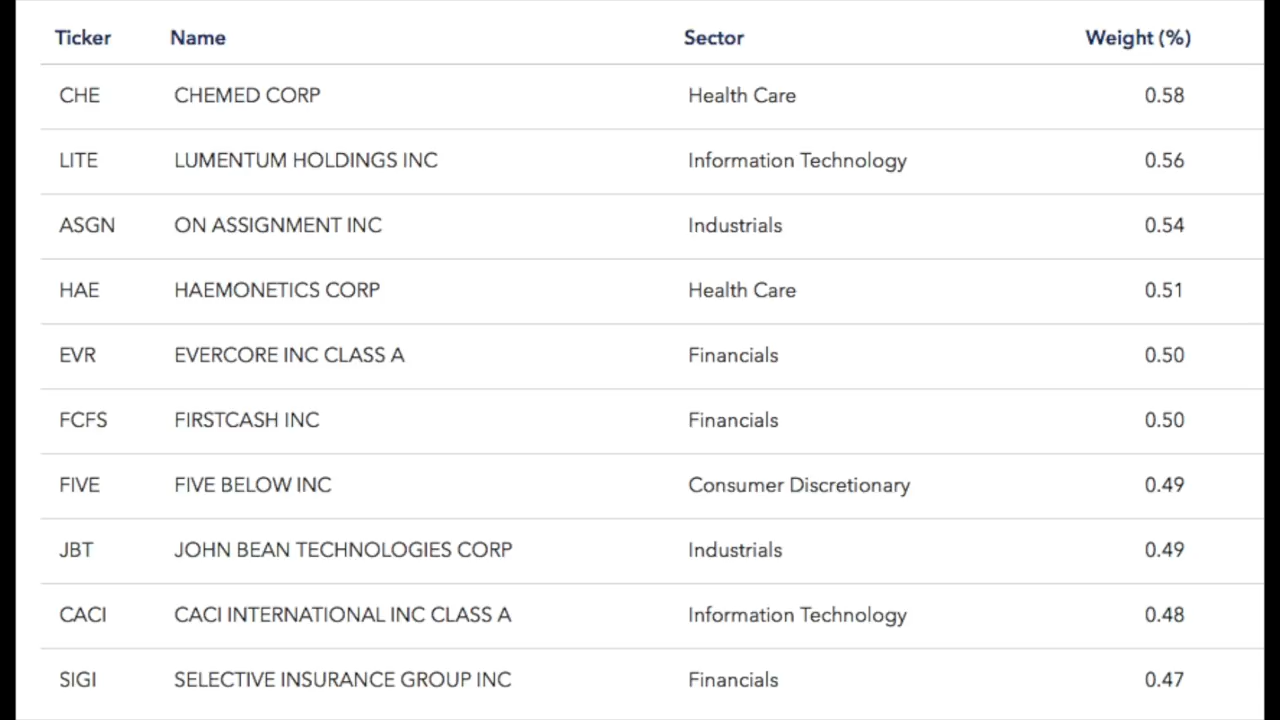 Ticker Name Sector Weight (%)
CHE CHEMED CORP Health Care 0.58
LITE LUMENTUM HOLDINGS INC Information Technology 0.56
ASGN ON ASSIGNMENT INC Industrials 0.54
HAE HAEMONETICS CORP Health Care 0.51
EVR EVERCORE INC CLASS A Financials 0.50
FCFS FIRSTCASH INC Financials 0.50
FIVE FIVE BELOW INC Consumer Discretionary 0.49
JBT JOHN BEAN TECHNOLOGIES CORP Industrials 0.49
CACI CACI INTERNATIONAL INC CLASS A Information Technology 0.48
SIGI SELECTIVE INSURANCE GROUP INC Financials 0.47